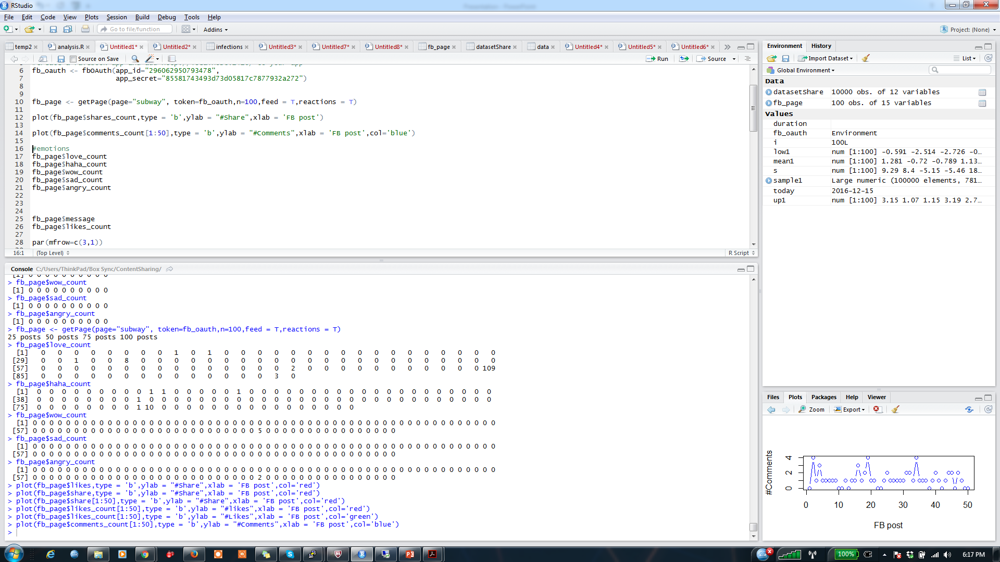 RStudio
File Edit Code View Plots Session Build Debug Tools Help
Go to file/function Addins Project: (None)
temp2 analysis.R Untitled1* Untitled2* infections Untitled3* Untitled7* Untitled8* fb_page datasetShare data Untitled4* Untitled5* Untitled6*
Source on Save Run Source
6 fb_oauth <- fbOAuth(app_id="296062950793478",
7 app_secret="85581743493d73d05817c7877932a272")
8
9
10 fb_page <- getPage(page="subway", token=fb_oauth,n=100,feed = T,reactions = T)
11
12 plot(fb_page$shares_count,type = 'b',ylab = "#Share",xlab = 'FB post')
13
14 plot(fb_page$comments_count[1:50],type = 'b',ylab = "#Comments",xlab = 'FB post',col='blue')
15
16 #emotions
17 fb_page$love_count
18 fb_page$haha_count
19 fb_page$wow_count
20 fb_page$sad_count
21 fb_page$angry_count
22
23
24
25 fb_page$message
26 fb_page$likes_count
27
28 par(mfrow=c(3,1))
16:1 (Top Level) R Script
Console C:/Users/ThinkPad/Box Sync/ContentSharing/
[1] 0 0 0 0 0 0 0 0 0 0
> fb_page$wow_count
[1] 0 0 0 0 0 0 0 0 0 0
> fb_page$sad_count
[1] 0 0 0 0 0 0 0 0 0 0
> fb_page$angry_count
[1] 0 0 0 0 0 0 0 0 0 0
> fb_page <- getPage(page="subway", token=fb_oauth,n=100,feed = T,reactions = T)
25 posts 50 posts 75 posts 100 posts
> fb_page$love_count
[1] 0 0 0 0 0 0 0 0 1 0 1 0 0 0 0 0 0 0 0 0 0 0 0 0 0 0 0 0
[29] 0 0 1 0 0 8 0 0 0 0 0 0 0 0 0 0 0 0 0 0 0 0 0 0 0 0 0 0
[57] 0 0 0 0 0 0 0 0 0 0 0 0 0 0 0 2 0 0 0 0 0 0 0 0 0 0 0 109
[85] 0 0 0 0 0 0 0 0 0 0 0 0 0 0 3 0
> fb_page$haha_count
[1] 0 0 0 0 0 0 0 0 0 1 1 0 0 0 0 0 1 0 0 0 0 0 0 0 0 0 0 0 0 0 0 0 0 0 0 0 0
[38] 0 0 0 0 0 0 0 0 1 0 0 0 0 0 0 0 0 0 0 0 0 0 0 0 0 0 0 0 0 0 0 0 0 0 0 0 0
[75] 0 0 0 0 0 0 0 0 1 10 0 0 0 0 0 0 0 0 0 0 0 0 0 0 0 0
> fb_page$wow_count
[1] 0 0 0 0 0 0 0 0 0 0 0 0 0 0 0 0 0 0 0 0 0 0 0 0 0 0 0 0 0 0 0 0 0 0 0 0 0 0 0 0 0 0 0 0 0 0 0 0 0 0 0 0 0 0 0 0
[57] 0 0 0 0 0 0 0 0 0 0 0 0 0 0 0 0 0 0 0 0 0 0 0 0 0 0 0 5 0 0 0 0 0 0 0 0 0 0 0 0 0 0 0 0
> fb_page$sad_count
[1] 0 0 0 0 0 0 0 0 0 0 0 0 0 0 0 0 0 0 0 0 0 0 0 0 0 0 0 0 0 0 0 0 0 0 0 0 0 0 0 0 0 0 0 0 0 0 0 0 0 0 0 0 0 0 0 0
[57] 0 0 0 0 0 0 0 0 0 0 0 0 0 0 0 0 0 0 0 0 0 0 0 0 0 0 0 0 0 0 0 0 0 0 0 0 0 0 0 0 0 0 0 0
> fb_page$angry_count
[1] 0 0 0 0 0 0 0 0 0 0 0 0 0 0 0 0 0 0 0 0 0 0 0 0 0 0 0 0 0 0 0 0 0 0 0 0 0 0 0 0 0 0 0 0 0 0 0 0 0 0 0 0 0 0 0 0
[57] 0 0 0 0 0 0 0 0 0 0 0 0 0 0 0 0 0 0 0 0 0 0 0 0 0 0 0 2 0 0 0 0 0 0 0 0 0 0 0 0 0 0 0 0
> plot(fb_page$likes,type = 'b',ylab = "#Share",xlab = 'FB post',col='red')
> plot(fb_page$share,type = 'b',ylab = "#Share",xlab = 'FB post',col='red')
> plot(fb_page$share[1:50],type = 'b',ylab = "#Share",xlab = 'FB post',col='red')
> plot(fb_page$likes_count[1:50],type = 'b',ylab = "#likes",xlab = 'FB post',col='red')
> plot(fb_page$likes_count[1:50],type = 'b',ylab = "#Likes",xlab = 'FB post',col='green')
> plot(fb_page$comments_count[1:50],type = 'b',ylab = "#Comments",xlab = 'FB post',col='blue')
>
Environment History
Import Dataset List
Global Environment
Data
datasetShare 10000 obs. of 12 variables
fb_page 100 obs. of 15 variables
Values
duration
fb_oauth Environment
i 100L
low1 num [1:100] -0.591 -2.514 -2.726 -0…
mean1 num [1:100] 1.281 -0.72 -0.789 1.13…
s num [1:100] 9.29 8.4 -5.15 -5.46 18…
sample1 Large numeric (100000 elements, 781…
today 2016-12-15
up1 num [1:100] 3.15 1.07 1.15 3.19 2.7…
Files Plots Packages Help Viewer
Zoom Export
#Comments
4
2
0
0 10 20 30 40 50
FB post
100% 6:17 PM